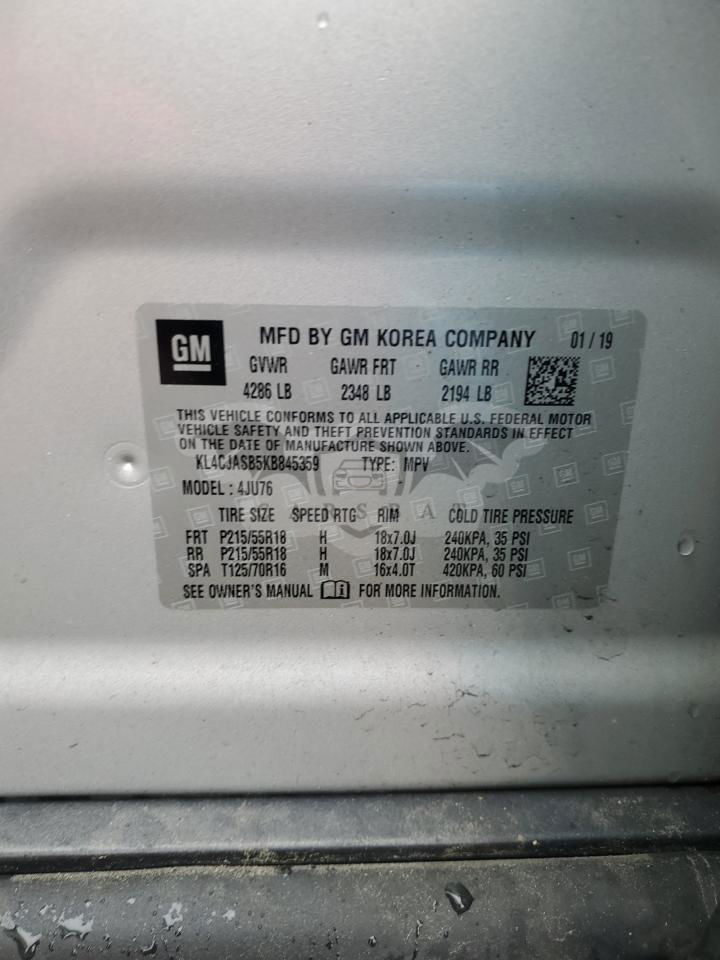 GM MFD BY GM KOREA COMPANY 01/19
GVWR GAWR FRT GAWR RR
4286 LB 2348 LB 2194 LB
THIS VEHICLE CONFORMS TO ALL APPLICABLE U.S. FEDERAL MOTOR
VEHICLE SAFETY AND THEFT PREVENTION STANDARDS IN EFFECT
ON THE DATE OF MANUFACTURE SHOWN ABOVE.
KL4CJASB5KB845359 TYPE: MPV
MODEL: 4JU76
TIRE SIZE SPEED RTG RIM COLD TIRE PRESSURE
FRT P215/55R18 H 18x7.0J 240KPA, 35 PSI
RR P215/55R18 H 18x7.0J 240KPA, 35 PSI
SPA T125/70R16 M 16x4.0T 420KPA, 60 PSI
SEE OWNER'S MANUAL FOR MORE INFORMATION.